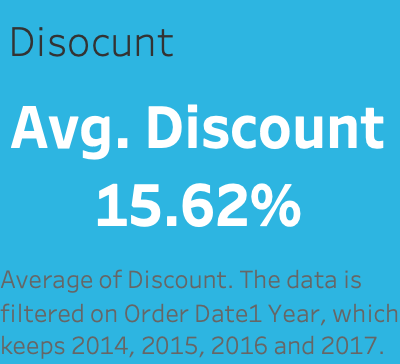 Disocunt
Avg. Discount
15.62%
Average of Discount. The data is
filtered on Order Date1 Year, which
keeps 2014, 2015, 2016 and 2017.